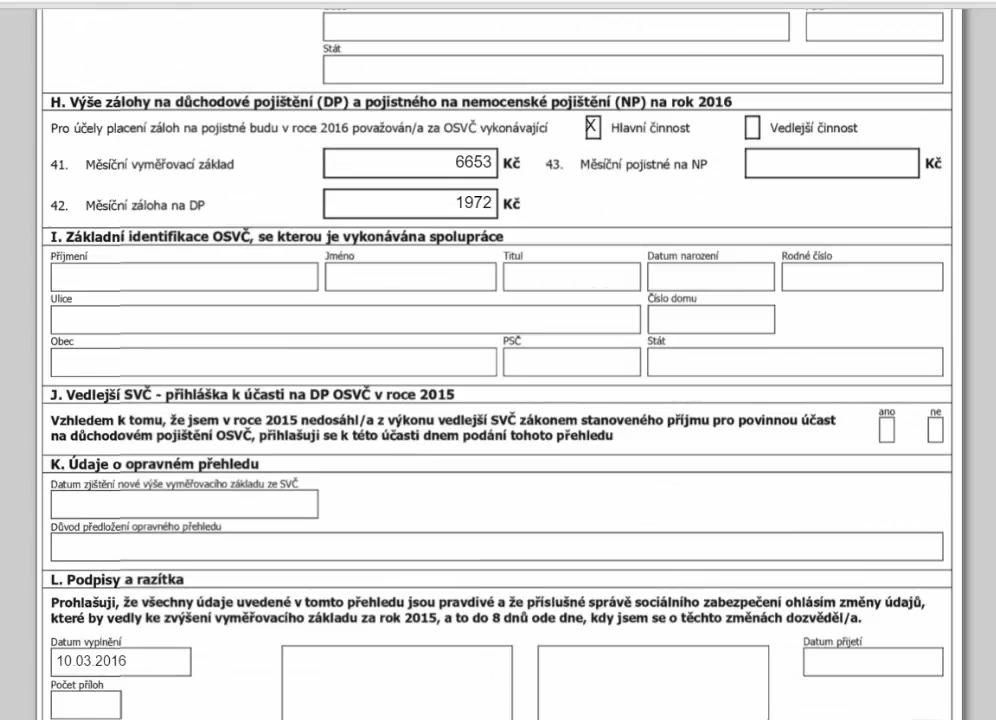 Stát
H. Výše zálohy na důchodové pojištění (DP) a pojistného na nemocenské pojištění (NP) na rok 2016
Pro účely placení záloh na pojistné budu v roce 2016 považován/a za OSVČ vykonávající X Hlavní činnost Vedlejší činnost
41. Měsíční vyměřovací základ 6653 Kč 43. Měsíční pojistné na NP Kč
42. Měsíční záloha na DP 1972 Kč
I. Základní identifikace OSVČ, se kterou je vykonávána spolupráce
Příjmení Jméno Titul Datum narození Rodné číslo
Ulice Číslo domu
Obec PSČ Stát
J. Vedlejší SVČ - přihláška k účasti na DP OSVČ v roce 2015
ano ne
Vzhledem k tomu, že jsem v roce 2015 nedosáhl/a z výkonu vedlejší SVČ zákonem stanoveného příjmu pro povinnou účast
na důchodovém pojištění OSVČ, přihlašuji se k této účasti dnem podání tohoto přehledu
K. Údaje o opravném přehledu
Datum zjištění nové výše vyměřovacího základu ze SVČ
Důvod předložení opravného přehledu
L. Podpisy a razítka
Prohlašuji, že všechny údaje uvedené v tomto přehledu jsou pravdivé a že příslušné správě sociálního zabezpečení ohlásím změny údajů,
které by vedly ke zvýšení vyměřovacího základu za rok 2015, a to do 8 dnů ode dne, kdy jsem se o těchto změnách dozvěděl/a.
Datum vyplnění Datum přijetí
10.03.2016
Počet příloh